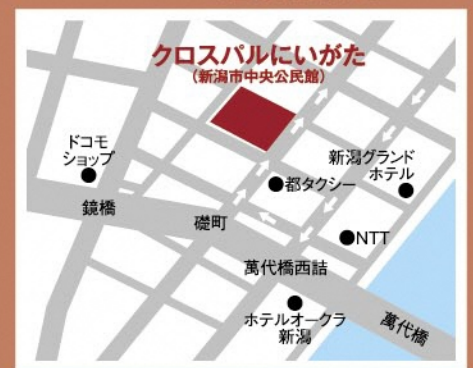 クロスパルにいがた
(新潟市中央公民館)
ドコモ
ショップ
新潟グランド
ホテル
●都タクシー
鏡橋
礎町
●NTT
萬代橋西詰
ホテルオークラ
新潟
萬代橋